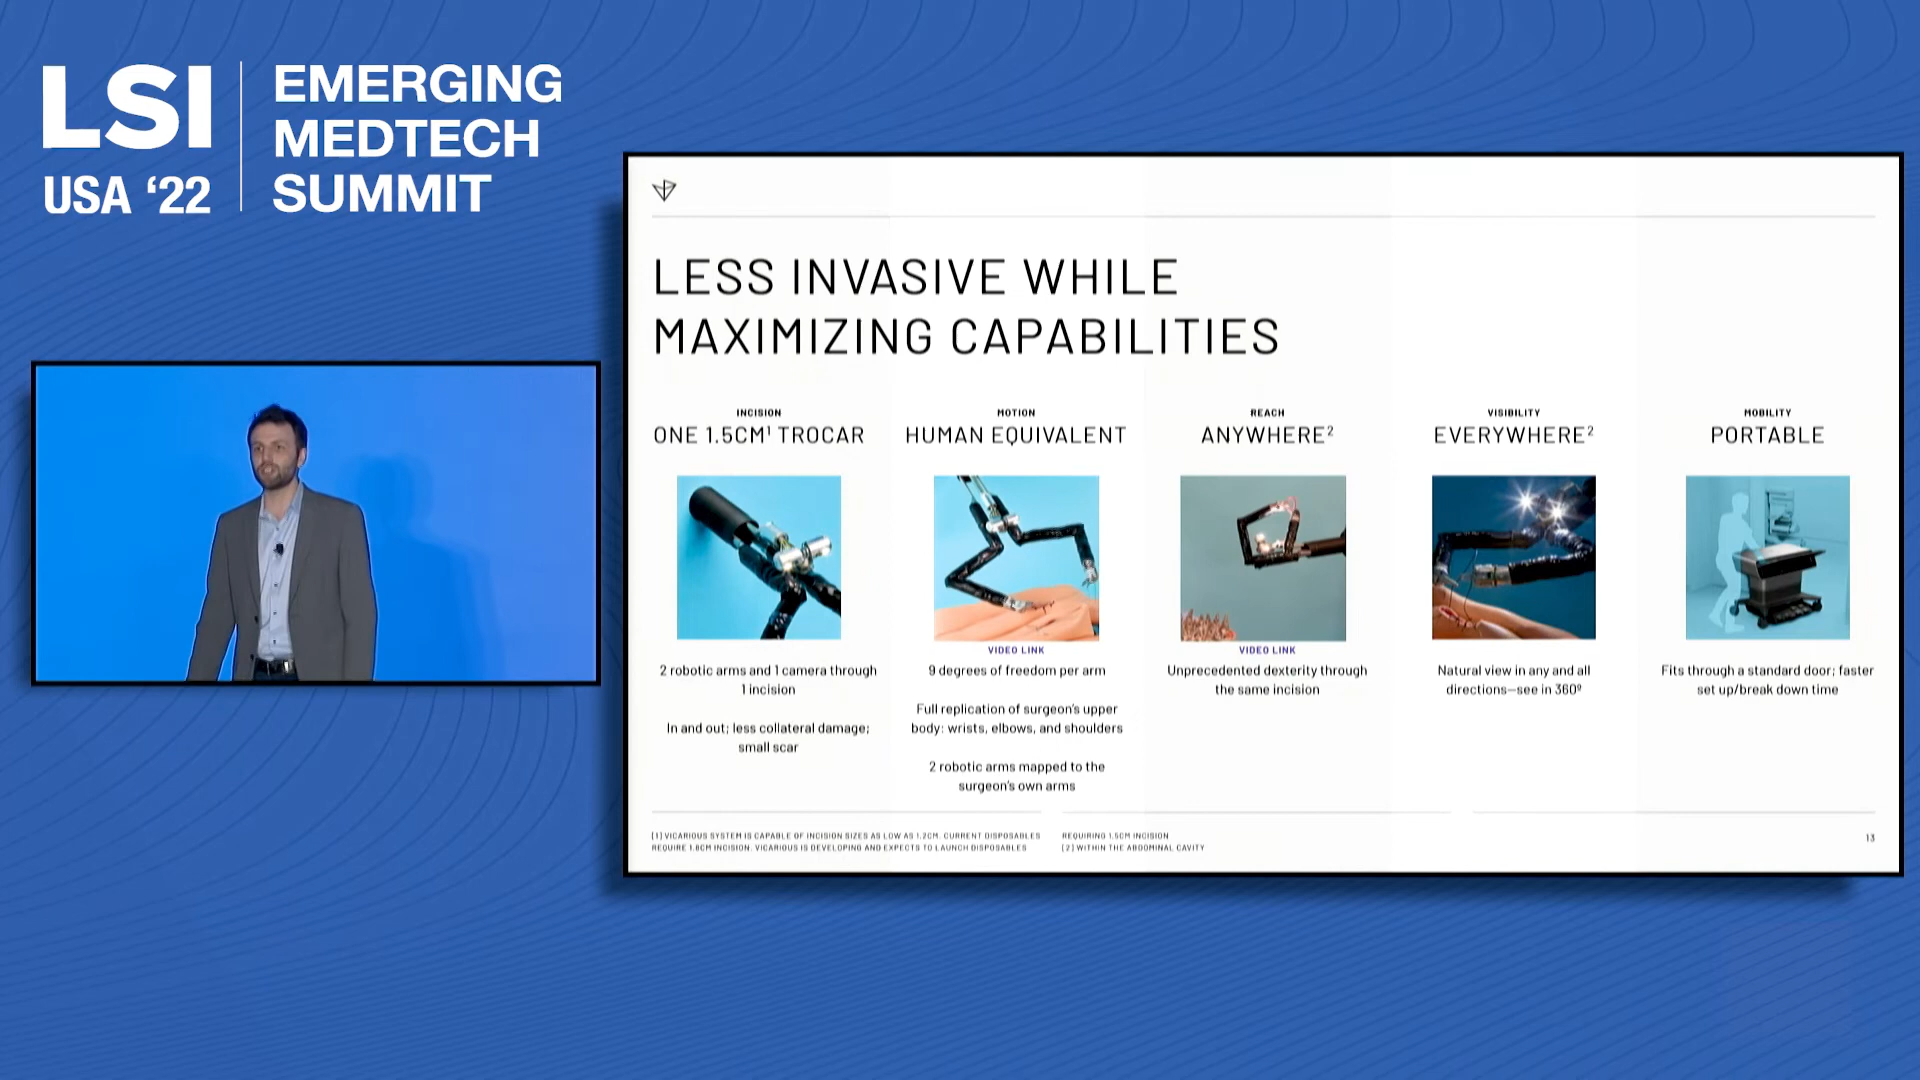 LSI
USA ‘22
EMERGING
MEDTECH
SUMMIT
LESS INVASIVE WHILE
MAXIMIZING CAPABILITIES
INCISION
ONE 1.5CM¹ TROCAR
2 robotic arms and 1 camera through
1 incision
In and out; less collateral damage;
small scar
MOTION
HUMAN EQUIVALENT
VIDEO LINK
9 degrees of freedom per arm
Full replication of surgeon's upper
body: wrists, elbows, and shoulders
2 robotic arms mapped to the
surgeon's own arms
REACH
ANYWHERE²
VIDEO LINK
Unprecedented dexterity through
the same incision
VISIBILITY
EVERYWHERE²
Natural view in any and all
directions—see in 360º
MOBILITY
PORTABLE
Fits through a standard door; faster
set up/break down time
[1] VICARIOUS SYSTEM IS CAPABLE OF INCISION SIZES AS LOW AS 1.2CM. CURRENT DISPOSABLES
REQUIRE 1.8CM INCISION. VICARIOUS IS DEVELOPING AND EXPECTS TO LAUNCH DISPOSABLES
REQUIRING 1.5CM INCISION
[2] WITHIN THE ABDOMINAL CAVITY
13